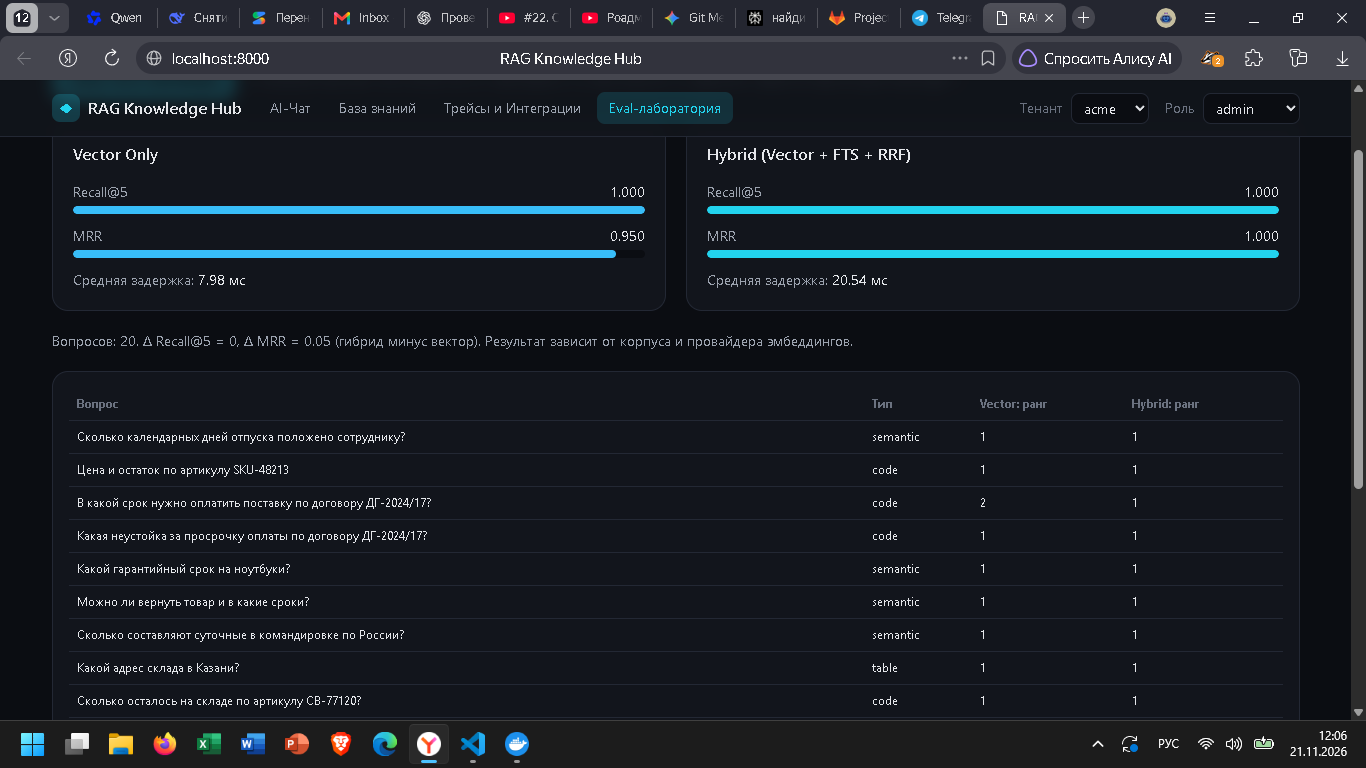 12
Qwen
Сняти
Перен
Inbox
Прове
#22. С
Роадм
Git Me
найди
Projec
Telegr
RA
localhost:8000
RAG Knowledge Hub
Спросить Алису AI
2
RAG Knowledge Hub
AI-Чат
База знаний
Трейсы и Интеграции
Eval-лаборатория
Тенант
acme
Роль
admin
Vector Only
Recall@5 1.000
MRR 0.950
Средняя задержка: 7.98 мс
Hybrid (Vector + FTS + RRF)
Recall@5 1.000
MRR 1.000
Средняя задержка: 20.54 мс
Вопросов: 20. Δ Recall@5 = 0, Δ MRR = 0.05 (гибрид минус вектор). Результат зависит от корпуса и провайдера эмбеддингов.
Вопрос Тип Vector: ранг Hybrid: ранг
Сколько календарных дней отпуска положено сотруднику? semantic 1 1
Цена и остаток по артикулу SKU-48213 code 1 1
В какой срок нужно оплатить поставку по договору ДГ-2024/17? code 2 1
Какая неустойка за просрочку оплаты по договору ДГ-2024/17? code 1 1
Какой гарантийный срок на ноутбуки? semantic 1 1
Можно ли вернуть товар и в какие сроки? semantic 1 1
Сколько составляют суточные в командировке по России? semantic 1 1
Какой адрес склада в Казани? table 1 1
Сколько осталось на складе по артикулу CB-77120? code 1 1
РУС
12:06
21.11.2026